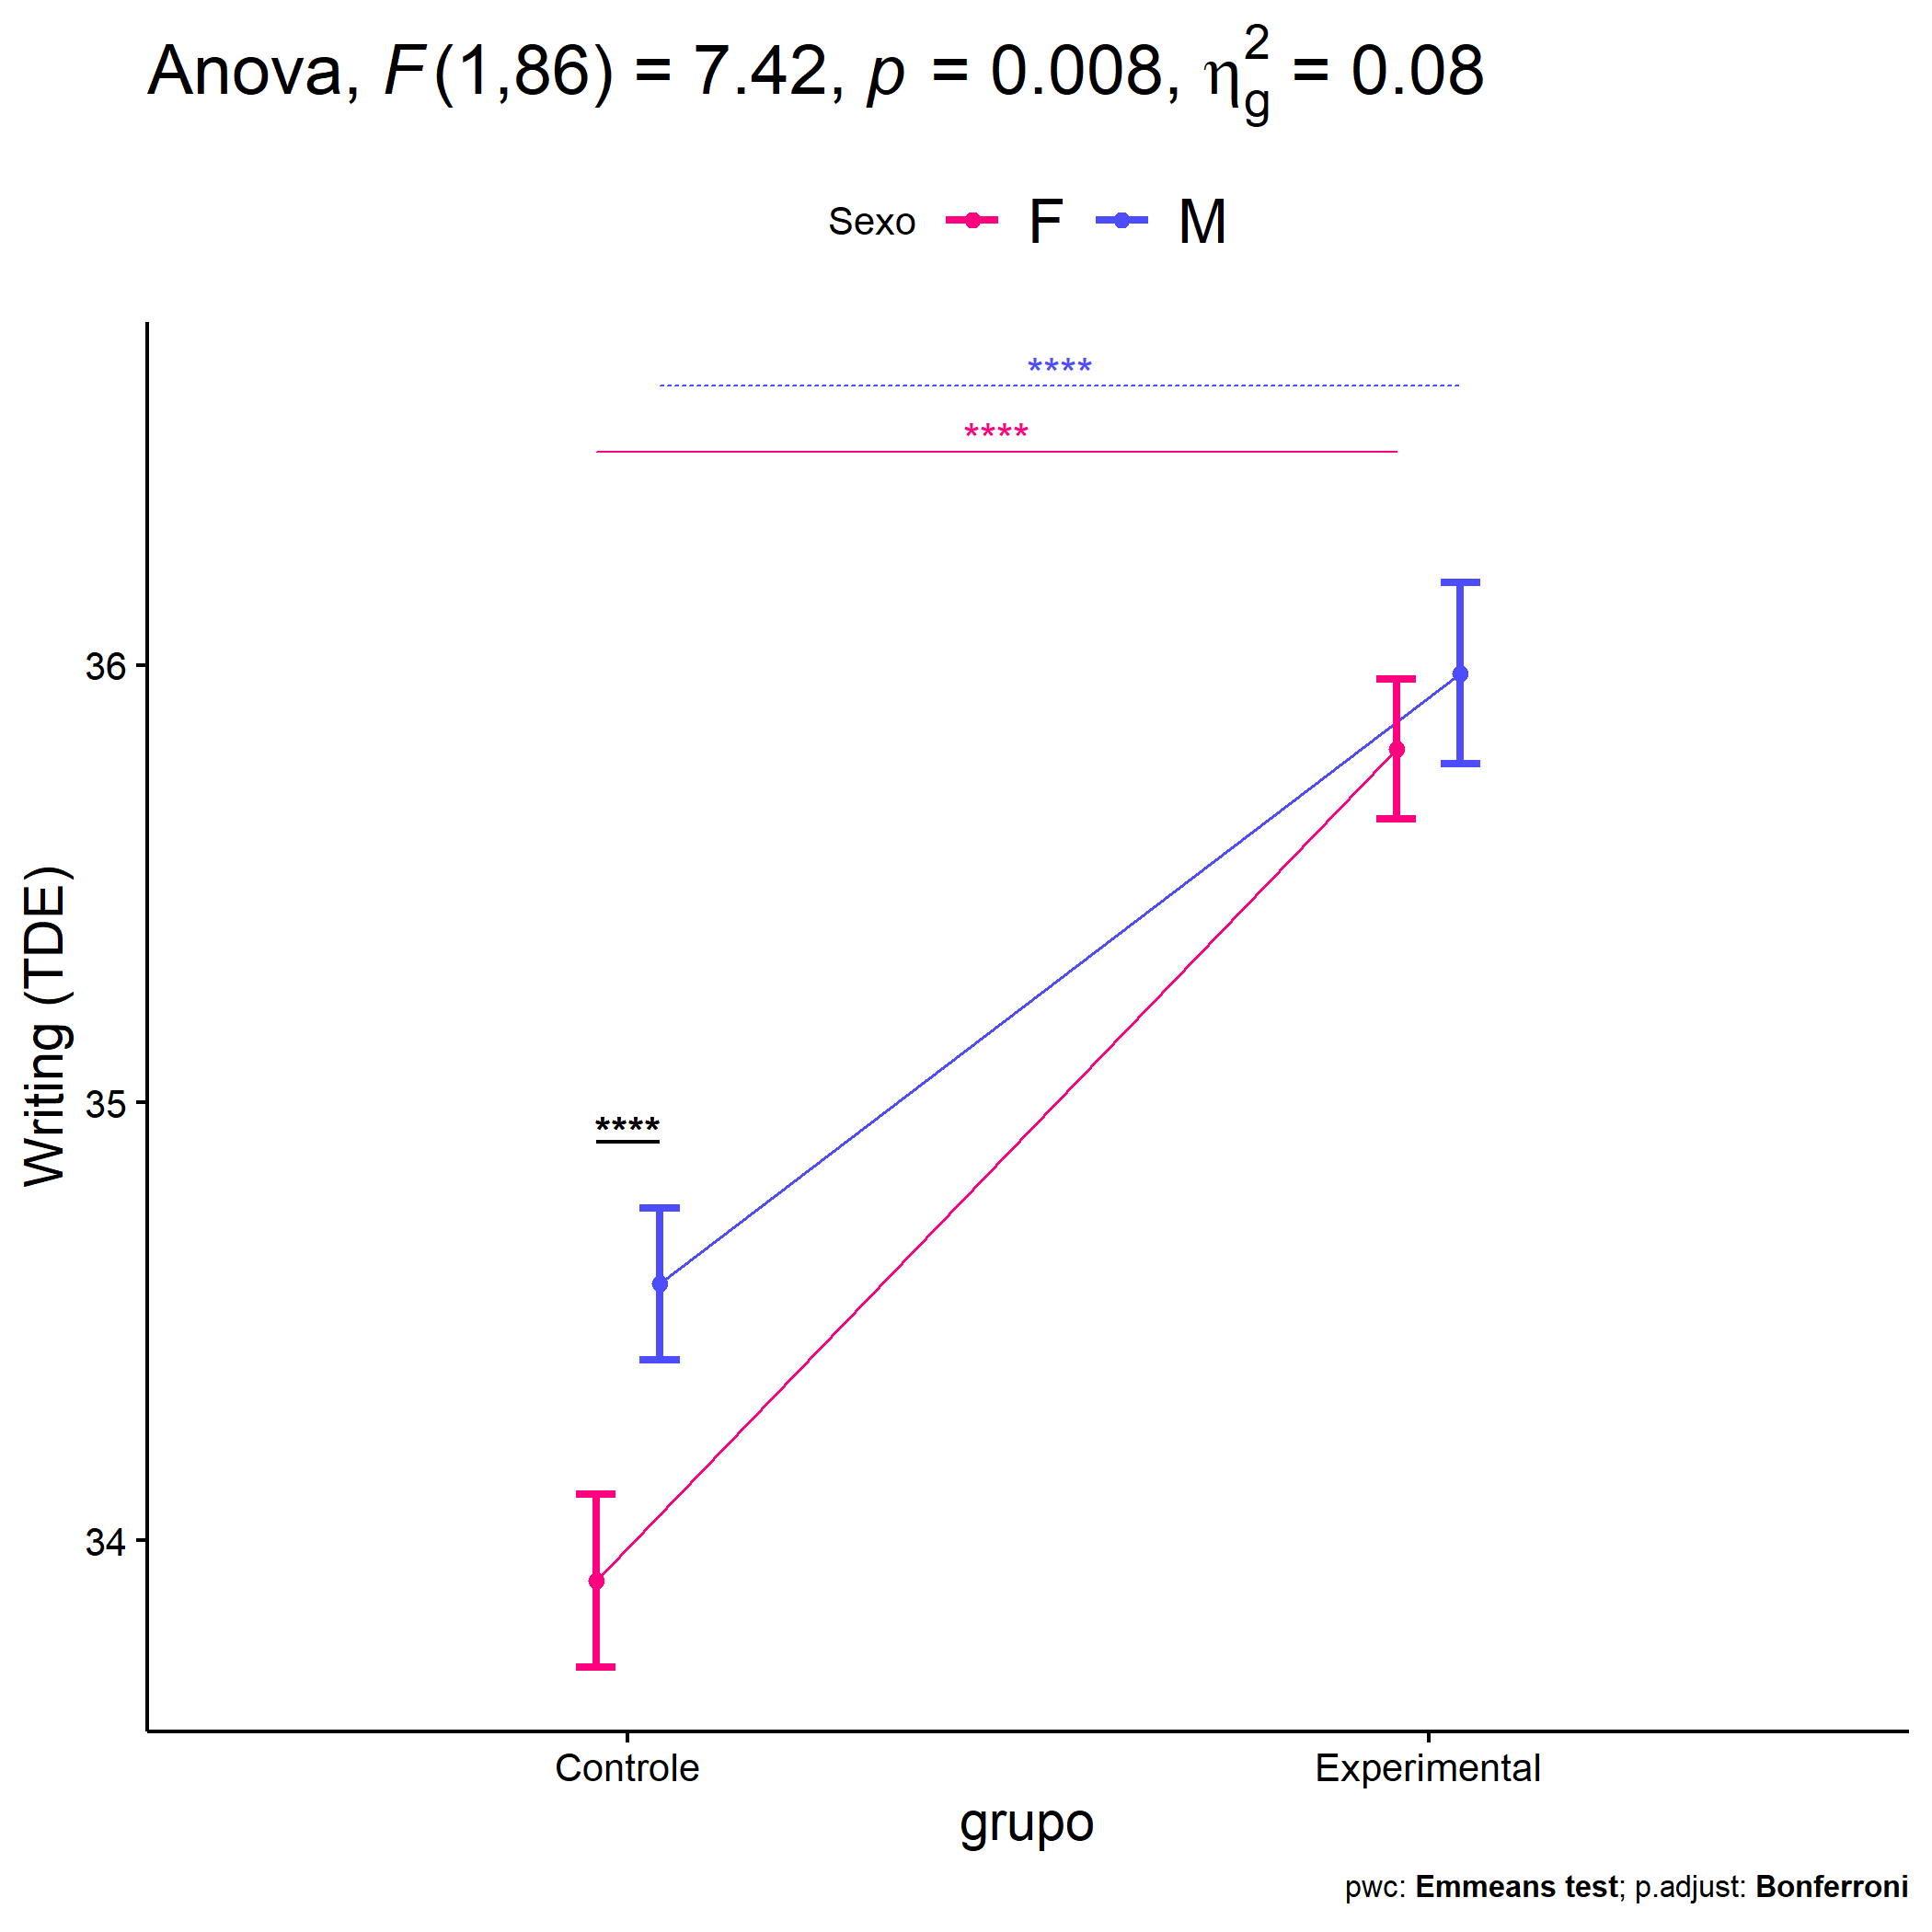 Anova, F(1,86) = 7.42, p = 0.008, η²g = 0.08
Sexo F M
****
****
36
35
34
****
Writing (TDE)
Controle Experimental
grupo
pwc: Emmeans test; p.adjust: Bonferroni